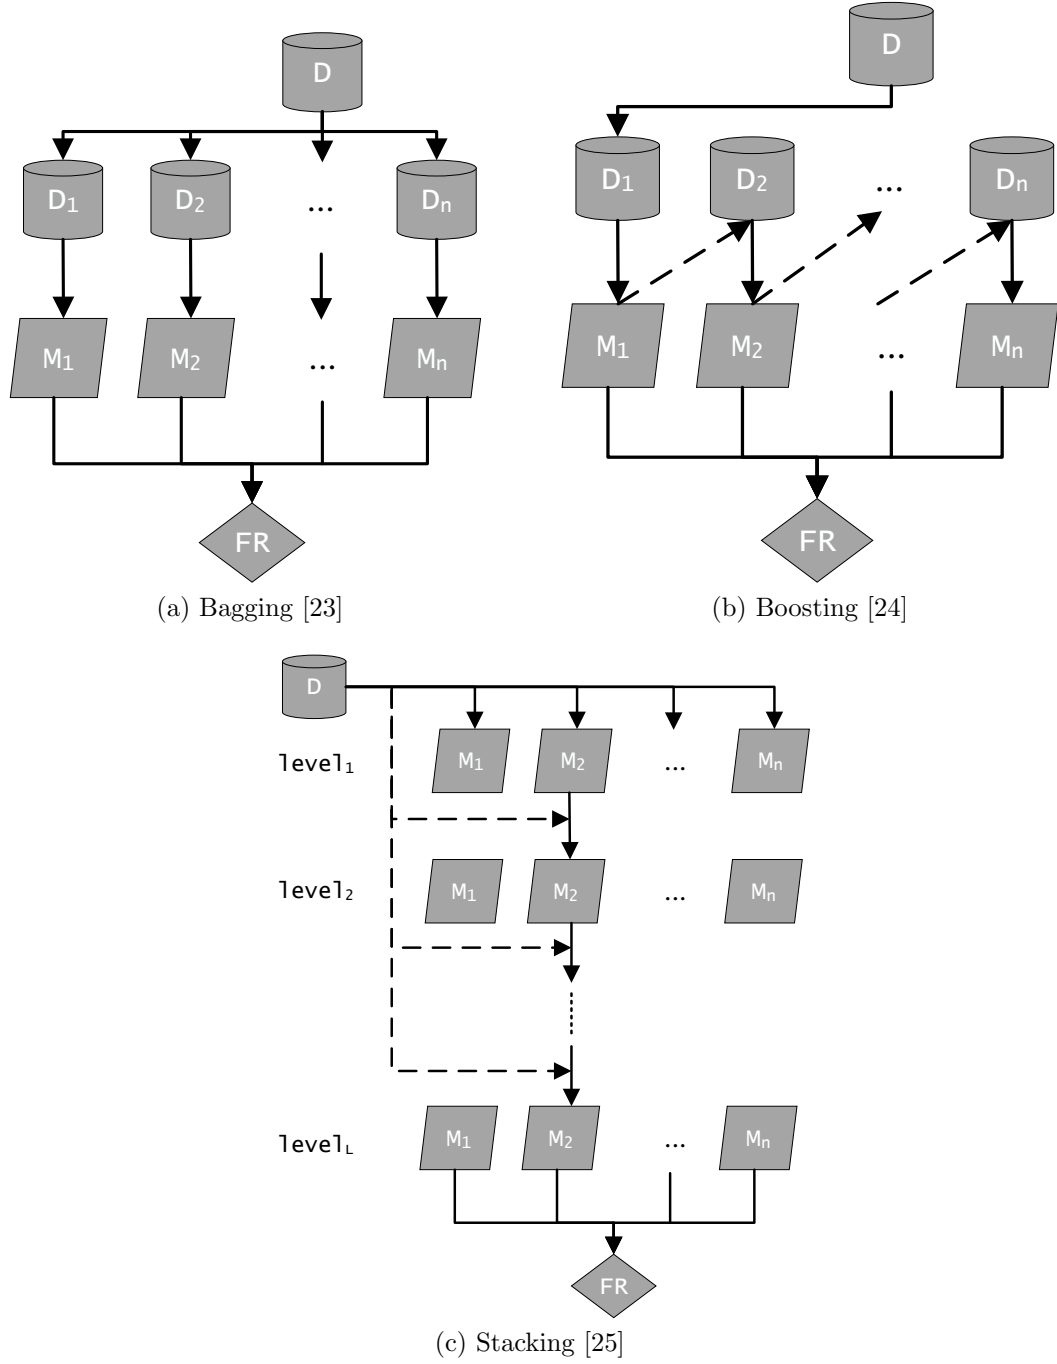 D
D₁ D₂ ... Dₙ
M₁ M₂ ... Mₙ
FR
(a) Bagging [23]
D
D₁ D₂ ... Dₙ
M₁ M₂ ... Mₙ
FR
(b) Boosting [24]
D
level₁ M₁ M₂ ... Mₙ
level₂ M₁ M₂ ... Mₙ
level_L M₁ M₂ ... Mₙ
FR
(c) Stacking [25]